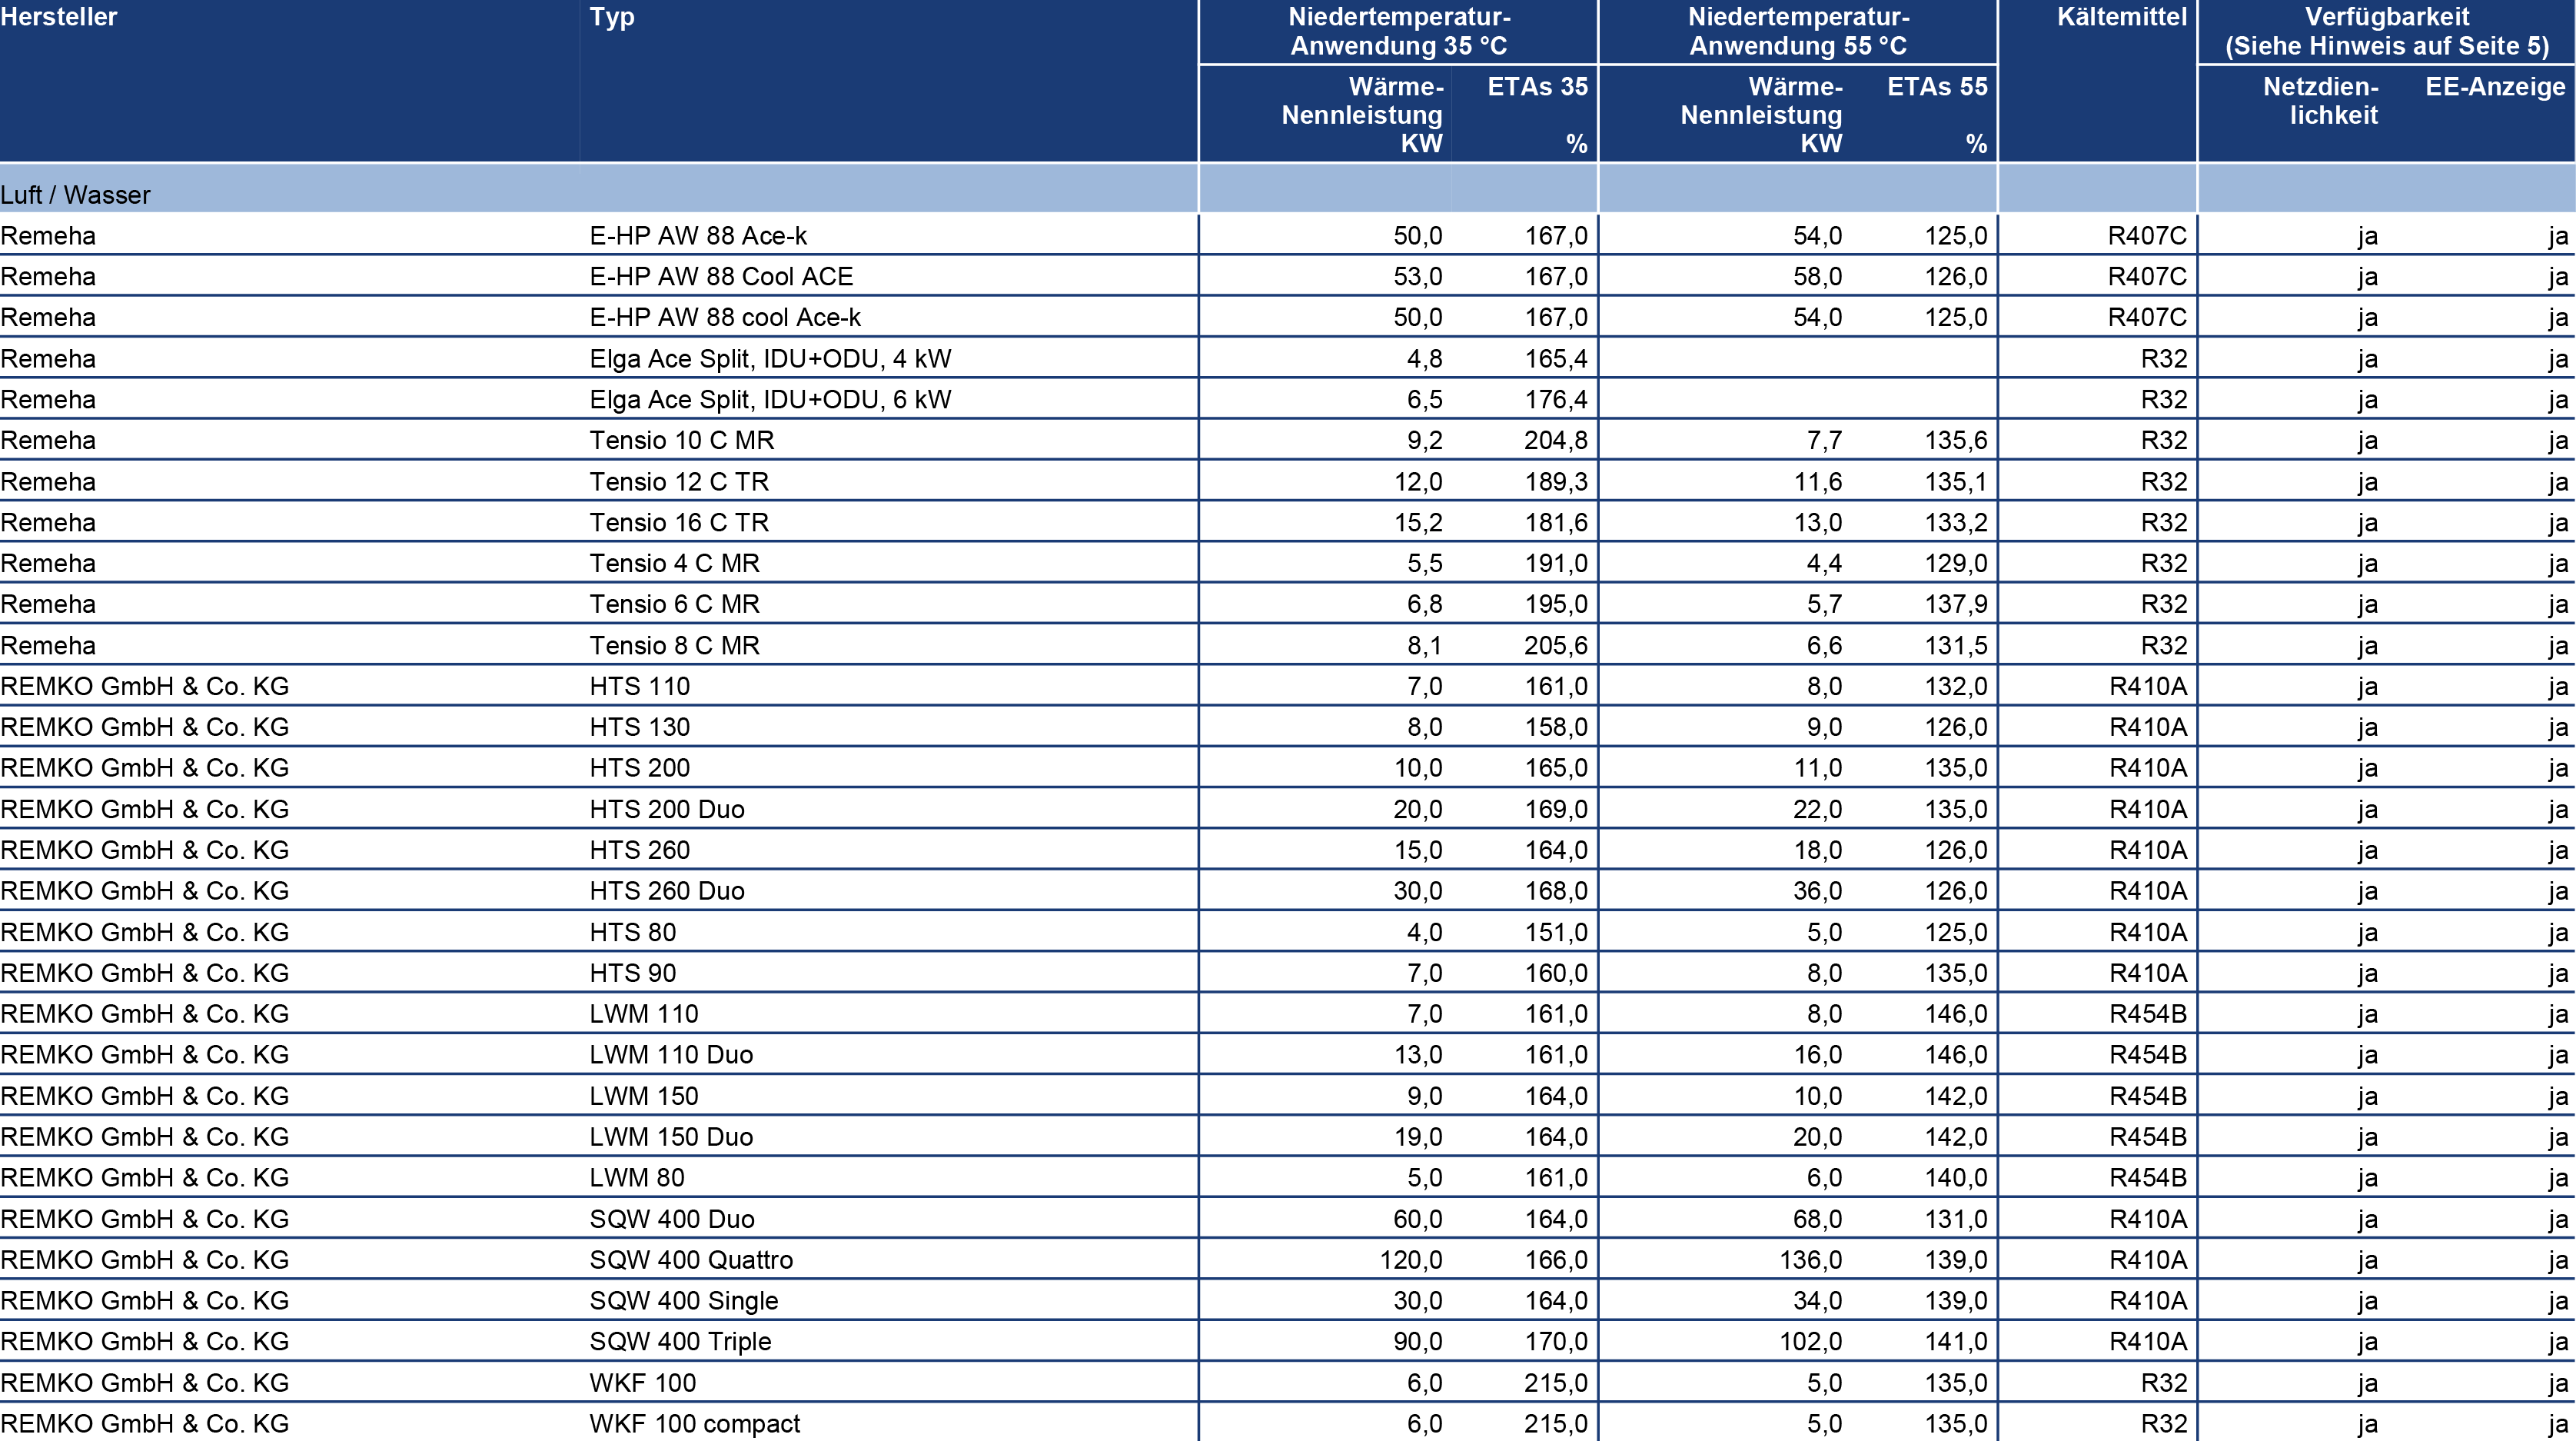 Hersteller Typ Niedertemperatur- Niedertemperatur- Kältemittel Verfügbarkeit
Anwendung 35 °C Anwendung 55 °C (Siehe Hinweis auf Seite 5)
Wärme- ETAs 35 Wärme- ETAs 55 Netzdien- EE-Anzeige
Nennleistung Nennleistung lichkeit
KW % KW %
Luft / Wasser
Remeha E-HP AW 88 Ace-k 50,0 167,0 54,0 125,0 R407C ja ja
Remeha E-HP AW 88 Cool ACE 53,0 167,0 58,0 126,0 R407C ja ja
Remeha E-HP AW 88 cool Ace-k 50,0 167,0 54,0 125,0 R407C ja ja
Remeha Elga Ace Split, IDU+ODU, 4 kW 4,8 165,4 R32 ja ja
Remeha Elga Ace Split, IDU+ODU, 6 kW 6,5 176,4 R32 ja ja
Remeha Tensio 10 C MR 9,2 204,8 7,7 135,6 R32 ja ja
Remeha Tensio 12 C TR 12,0 189,3 11,6 135,1 R32 ja ja
Remeha Tensio 16 C TR 15,2 181,6 13,0 133,2 R32 ja ja
Remeha Tensio 4 C MR 5,5 191,0 4,4 129,0 R32 ja ja
Remeha Tensio 6 C MR 6,8 195,0 5,7 137,9 R32 ja ja
Remeha Tensio 8 C MR 8,1 205,6 6,6 131,5 R32 ja ja
REMKO GmbH & Co. KG HTS 110 7,0 161,0 8,0 132,0 R410A ja ja
REMKO GmbH & Co. KG HTS 130 8,0 158,0 9,0 126,0 R410A ja ja
REMKO GmbH & Co. KG HTS 200 10,0 165,0 11,0 135,0 R410A ja ja
REMKO GmbH & Co. KG HTS 200 Duo 20,0 169,0 22,0 135,0 R410A ja ja
REMKO GmbH & Co. KG HTS 260 15,0 164,0 18,0 126,0 R410A ja ja
REMKO GmbH & Co. KG HTS 260 Duo 30,0 168,0 36,0 126,0 R410A ja ja
REMKO GmbH & Co. KG HTS 80 4,0 151,0 5,0 125,0 R410A ja ja
REMKO GmbH & Co. KG HTS 90 7,0 160,0 8,0 135,0 R410A ja ja
REMKO GmbH & Co. KG LWM 110 7,0 161,0 8,0 146,0 R454B ja ja
REMKO GmbH & Co. KG LWM 110 Duo 13,0 161,0 16,0 146,0 R454B ja ja
REMKO GmbH & Co. KG LWM 150 9,0 164,0 10,0 142,0 R454B ja ja
REMKO GmbH & Co. KG LWM 150 Duo 19,0 164,0 20,0 142,0 R454B ja ja
REMKO GmbH & Co. KG LWM 80 5,0 161,0 6,0 140,0 R454B ja ja
REMKO GmbH & Co. KG SQW 400 Duo 60,0 164,0 68,0 131,0 R410A ja ja
REMKO GmbH & Co. KG SQW 400 Quattro 120,0 166,0 136,0 139,0 R410A ja ja
REMKO GmbH & Co. KG SQW 400 Single 30,0 164,0 34,0 139,0 R410A ja ja
REMKO GmbH & Co. KG SQW 400 Triple 90,0 170,0 102,0 141,0 R410A ja ja
REMKO GmbH & Co. KG WKF 100 6,0 215,0 5,0 135,0 R32 ja ja
REMKO GmbH & Co. KG WKF 100 compact 6,0 215,0 5,0 135,0 R32 ja ja